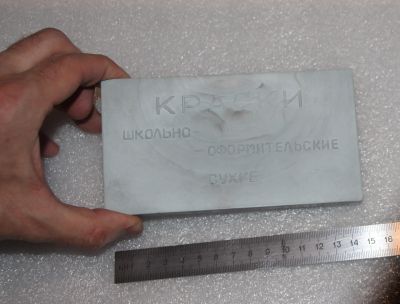 КРАСКИ
ШКОЛЬНО-
ОФОРМИТЕЛЬСКИЕ
СУХИЕ
1 2 3 4 5 6 7 8 9 10 11 12 13 14 15 16